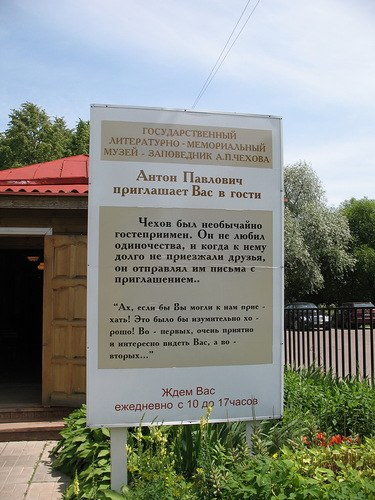 ГОСУДАРСТВЕННЫЙ
ЛИТЕРАТУРНО - МЕМОРИАЛЬНЫЙ
МУЗЕЙ - ЗАПОВЕДНИК А.П.ЧЕХОВА
Антон Павлович
приглашает Вас в гости
Чехов был необычайно
гостеприимен. Он не любил
одиночества, и когда к нему
долго не приезжали друзья,
он отправлял им письма с
приглашением..
“Ах, если бы Вы могли к нам прие -
хать! Это было бы изумительно хо -
рошо! Во - первых, очень приятно
и интересно видеть Вас, а во -
вторых...”
Ждем Вас
ежедневно с 10 до 17часов